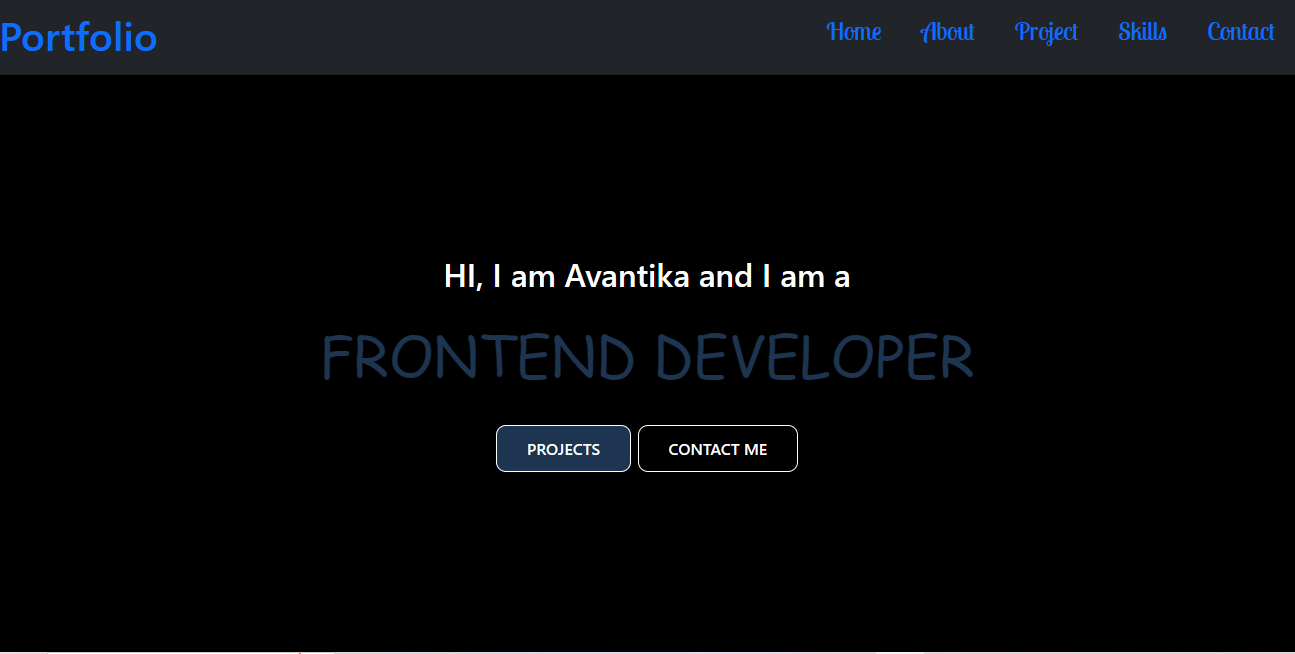 Portfolio
Home About Project Skills Contact
HI, I am Avantika and I am a
FRONTEND DEVELOPER
PROJECTS CONTACT ME